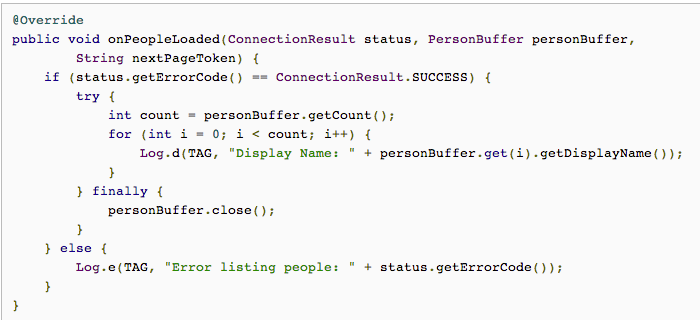 @Override
public void onPeopleLoaded(ConnectionResult status, PersonBuffer personBuffer,
        String nextPageToken) {
    if (status.getErrorCode() == ConnectionResult.SUCCESS) {
        try {
            int count = personBuffer.getCount();
            for (int i = 0; i < count; i++) {
                Log.d(TAG, "Display Name: " + personBuffer.get(i).getDisplayName());
            }
        } finally {
            personBuffer.close();
        }
    } else {
        Log.e(TAG, "Error listing people: " + status.getErrorCode());
    }
}